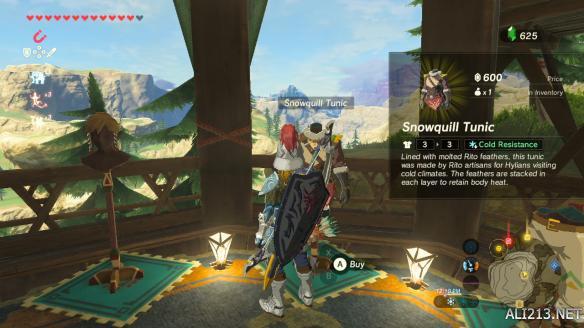 625
600
Price
x 1
In Inventory
Snowquill Tunic
Snowquill Tunic
3 › 3
Cold Resistance
Lined with molted Rito feathers, this tunic
was made by Rito artisans for Hylians visiting
cold climates. The feathers are stacked in
each layer to retain body heat.
A Buy
ALI213.NET